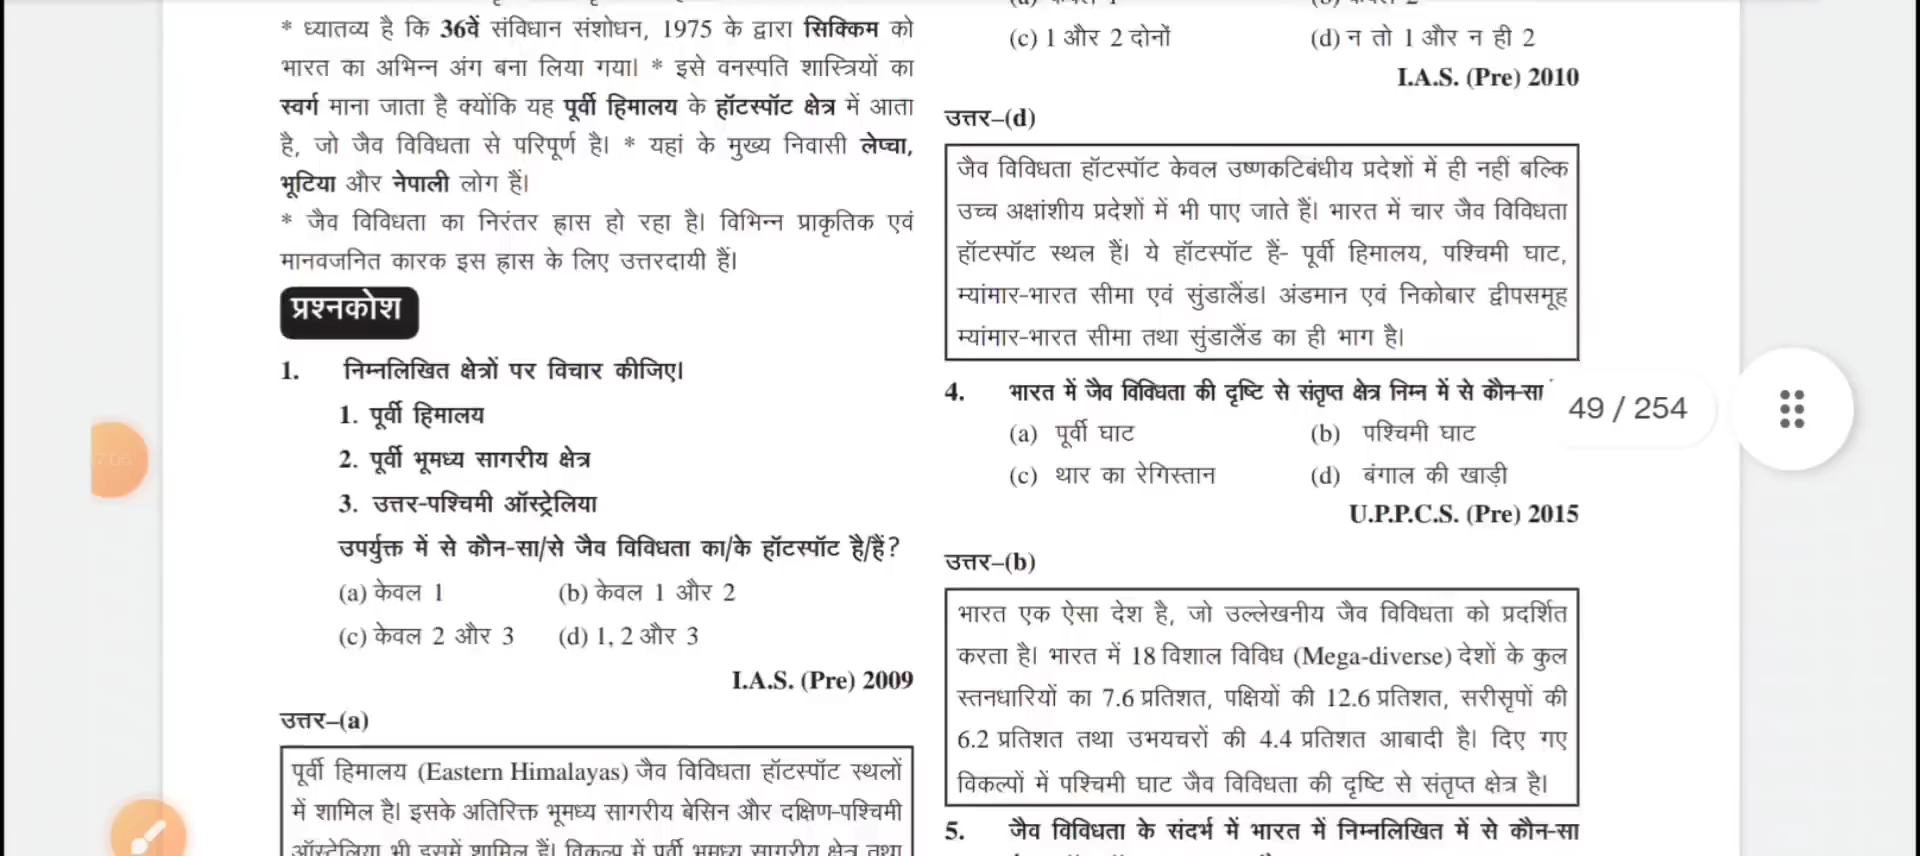 * ध्यातव्य है कि 36वें संविधान संशोधन, 1975 के द्वारा सिक्किम को
भारत का अभिन्न अंग बना लिया गया। * इसे वनस्पति शास्त्रियों का
स्वर्ग माना जाता है क्योंकि यह पूर्वी हिमालय के हॉटस्पॉट क्षेत्र में आता
है, जो जैव विविधता से परिपूर्ण है। * यहां के मुख्य निवासी लेप्चा,
भूटिया और नेपाली लोग हैं।
* जैव विविधता का निरंतर ह्रास हो रहा है। विभिन्न प्राकृतिक एवं
मानवजनित कारक इस ह्रास के लिए उत्तरदायी हैं।
प्रश्नकोश
1. निम्नलिखित क्षेत्रों पर विचार कीजिए।
1. पूर्वी हिमालय
2. पूर्वी भूमध्य सागरीय क्षेत्र
3. उत्तर-पश्चिमी ऑस्ट्रेलिया
उपर्युक्त में से कौन-सा/से जैव विविधता का/के हॉटस्पॉट है/हैं?
(a) केवल 1 (b) केवल 1 और 2
(c) केवल 2 और 3 (d) 1, 2 और 3
I.A.S. (Pre) 2009
उत्तर–(a)
पूर्वी हिमालय (Eastern Himalayas) जैव विविधता हॉटस्पॉट स्थलों
में शामिल है। इसके अतिरिक्त भूमध्य सागरीय बेसिन और दक्षिण-पश्चिमी
ऑस्ट्रेलिया भी इसमें शामिल हैं। विकल्प में पूर्वी भूमध्य सागरीय क्षेत्र तथा
(c) 1 और 2 दोनों (d) न तो 1 और न ही 2
I.A.S. (Pre) 2010
उत्तर–(d)
जैव विविधता हॉटस्पॉट केवल उष्णकटिबंधीय प्रदेशों में ही नहीं बल्कि
उच्च अक्षांशीय प्रदेशों में भी पाए जाते हैं। भारत में चार जैव विविधता
हॉटस्पॉट स्थल हैं। ये हॉटस्पॉट हैं- पूर्वी हिमालय, पश्चिमी घाट,
म्यांमार-भारत सीमा एवं सुंडालैंड। अंडमान एवं निकोबार द्वीपसमूह
म्यांमार-भारत सीमा तथा सुंडालैंड का ही भाग है।
4. भारत में जैव विविधता की दृष्टि से संतृप्त क्षेत्र निम्न में से कौन-सा
(a) पूर्वी घाट (b) पश्चिमी घाट
(c) थार का रेगिस्तान (d) बंगाल की खाड़ी
U.P.P.C.S. (Pre) 2015
उत्तर–(b)
भारत एक ऐसा देश है, जो उल्लेखनीय जैव विविधता को प्रदर्शित
करता है। भारत में 18 विशाल विविध (Mega-diverse) देशों के कुल
स्तनधारियों का 7.6 प्रतिशत, पक्षियों की 12.6 प्रतिशत, सरीसृपों की
6.2 प्रतिशत तथा उभयचरों की 4.4 प्रतिशत आबादी है। दिए गए
विकल्पों में पश्चिमी घाट जैव विविधता की दृष्टि से संतृप्त क्षेत्र है।
5. जैव विविधता के संदर्भ में भारत में निम्नलिखित में से कौन-सा
49 / 254